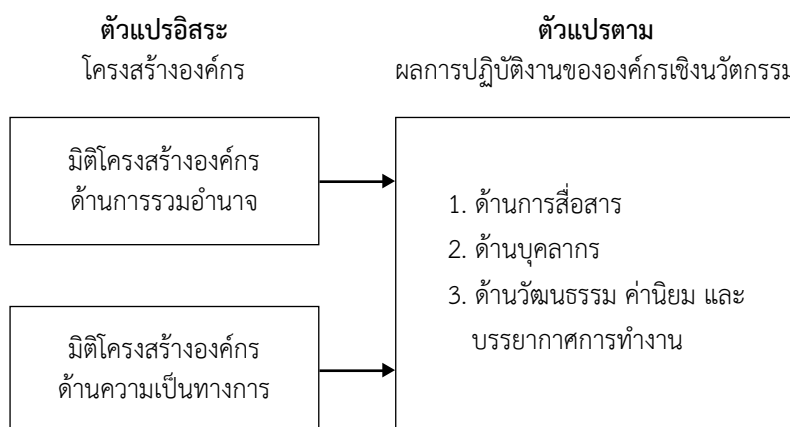 ตัวแปรอิสระ
โครงสร้างองค์กร
ตัวแปรตาม
ผลการปฏิบัติงานขององค์กรเชิงนวัตกรรม
มิติโครงสร้างองค์กร
ด้านการรวมอำนาจ
มิติโครงสร้างองค์กร
ด้านความเป็นทางการ
1. ด้านการสื่อสาร
2. ด้านบุคลากร
3. ด้านวัฒนธรรม ค่านิยม และ
บรรยากาศการทำงาน